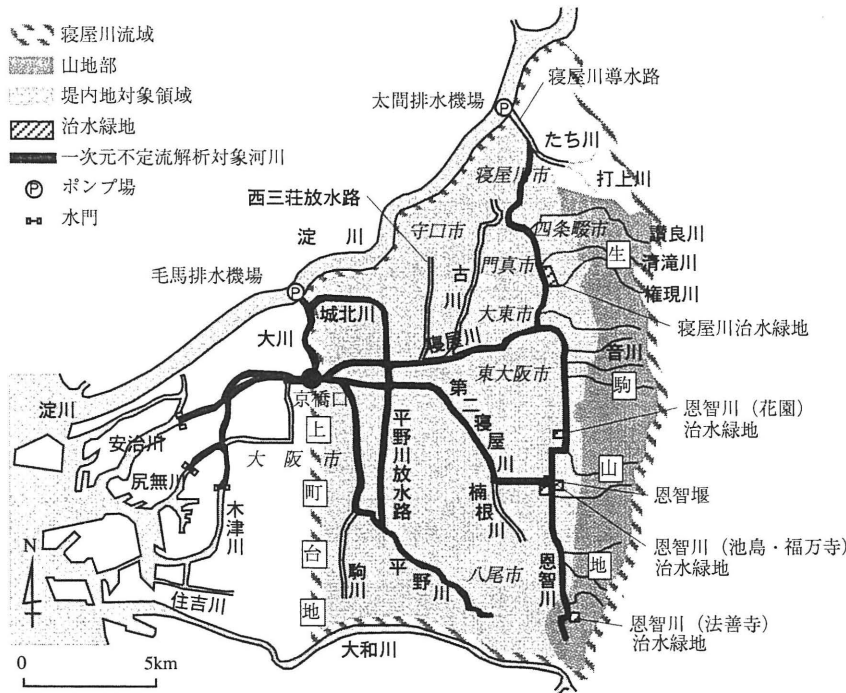 寝屋川流域
山地部
堤内地対象領域
治水緑地
一次元不定流解析対象河川
Ⓟ ポンプ場
水門
寝屋川導水路
太間排水機場
P
たち川
打上川
寝屋川市
西三荘放水路
淀川
守口市
四条畷市
讃良川
生
清滝川
門真市
古川
権現川
毛馬排水機場
P
城北川
大川
大東市
寝屋川治水緑地
寝屋川
音川
駒
東大阪市
京橋口
淀川
安治川
第二寝屋川
恩智川（花園）
治水緑地
上
大阪市
平野川放水路
山
尻無川
恩智堰
町
楠根川
木津川
恩智川（池島・福万寺）
治水緑地
N
台
平野川
八尾市
恩智川
地
駒川
住吉川
地
恩智川（法善寺）
治水緑地
大和川
0 5km